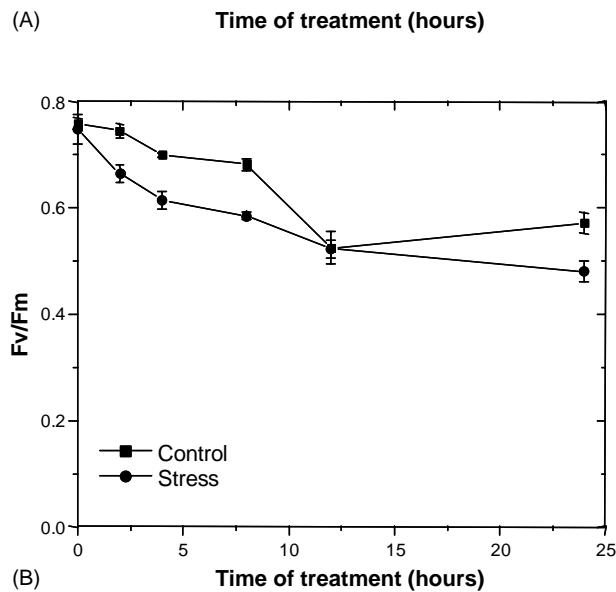 (A) Time of treatment (hours)
0.8
0.6
Fv/Fm
0.4
0.2
Control
Stress
0.0
0 5 10 15 20 25
(B) Time of treatment (hours)